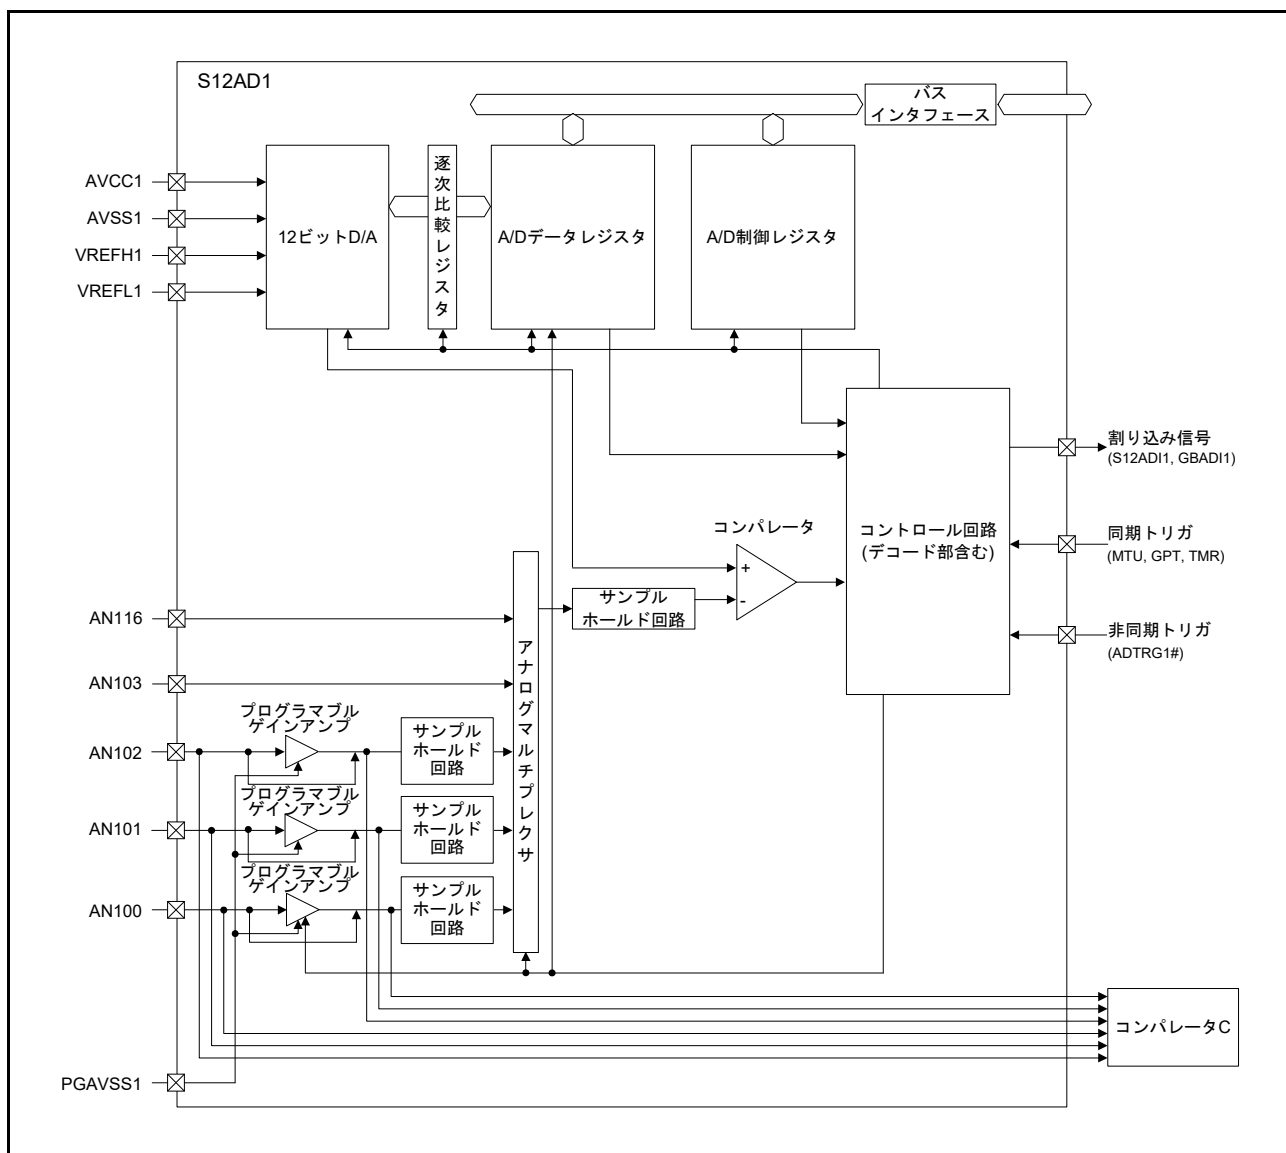 S12AD1
バス
インタフェース
AVCC1
AVSS1
VREFH1
VREFL1
12ビットD/A
逐次比較レジスタ
A/Dデータレジスタ
A/D制御レジスタ
割り込み信号
(S12ADI1, GBADI1)
コンパレータ
+
-
コントロール回路
(デコード部含む)
同期トリガ
(MTU, GPT, TMR)
非同期トリガ
(ADTRG1#)
サンプル
ホールド回路
アナログマルチプレクサ
AN116
AN103
プログラマブル
ゲインアンプ
AN102
サンプル
ホールド
回路
プログラマブル
ゲインアンプ
AN101
サンプル
ホールド
回路
プログラマブル
ゲインアンプ
AN100
サンプル
ホールド
回路
コンパレータC
PGAVSS1